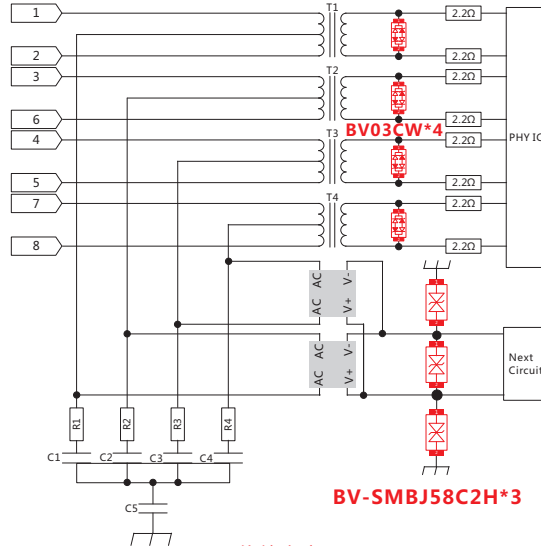 1
T1
2.2Ω
2
2.2Ω
3
T2
2.2Ω
6
2.2Ω
BV03CW*4
PHY IC
4
T3
2.2Ω
5
2.2Ω
7
T4
2.2Ω
8
2.2Ω
AC V-
AC V+
AC V-
AC V+
Next
Circuit
R1 R2 R3 R4
C1 C2 C3 C4
C5
BV-SMBJ58C2H*3